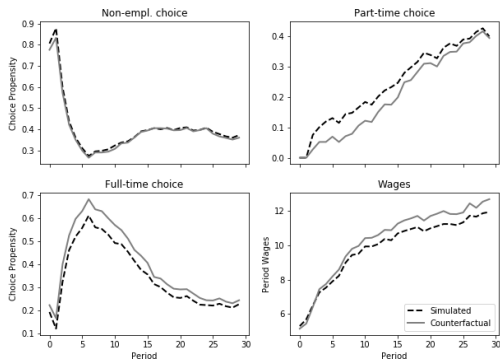 Non-empl. choice
Choice Propensity
0.9
0.8
0.7
0.6
0.5
0.4
0.3
Part-time choice
0.4
0.3
0.2
0.1
0.0
Full-time choice
Choice Propensity
0.7
0.6
0.5
0.4
0.3
0.2
0.1
0 5 10 15 20 25 30
Period
Wages
Period Wages
12
10
8
6
Simulated
Counterfactual
0 5 10 15 20 25 30
Period